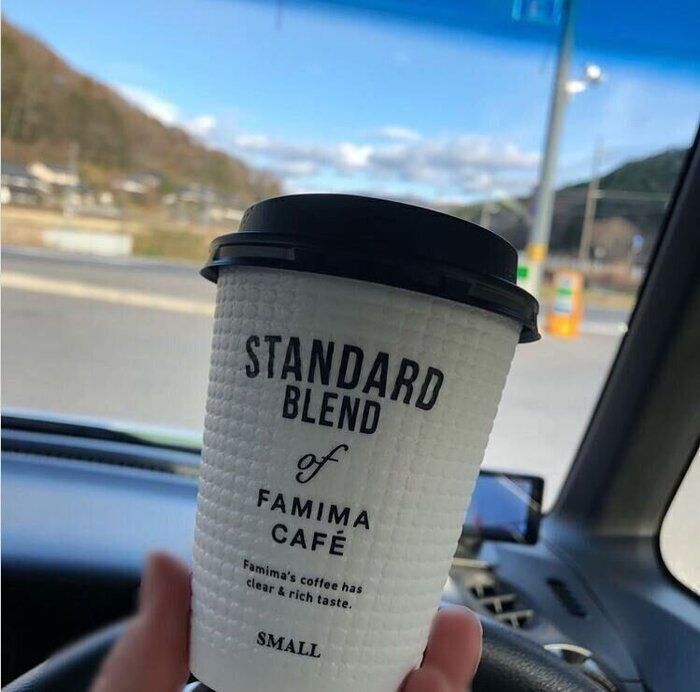 STANDARD
BLEND
of
FAMIMA
CAFÉ
Famima's coffee has
clear & rich taste.
SMALL